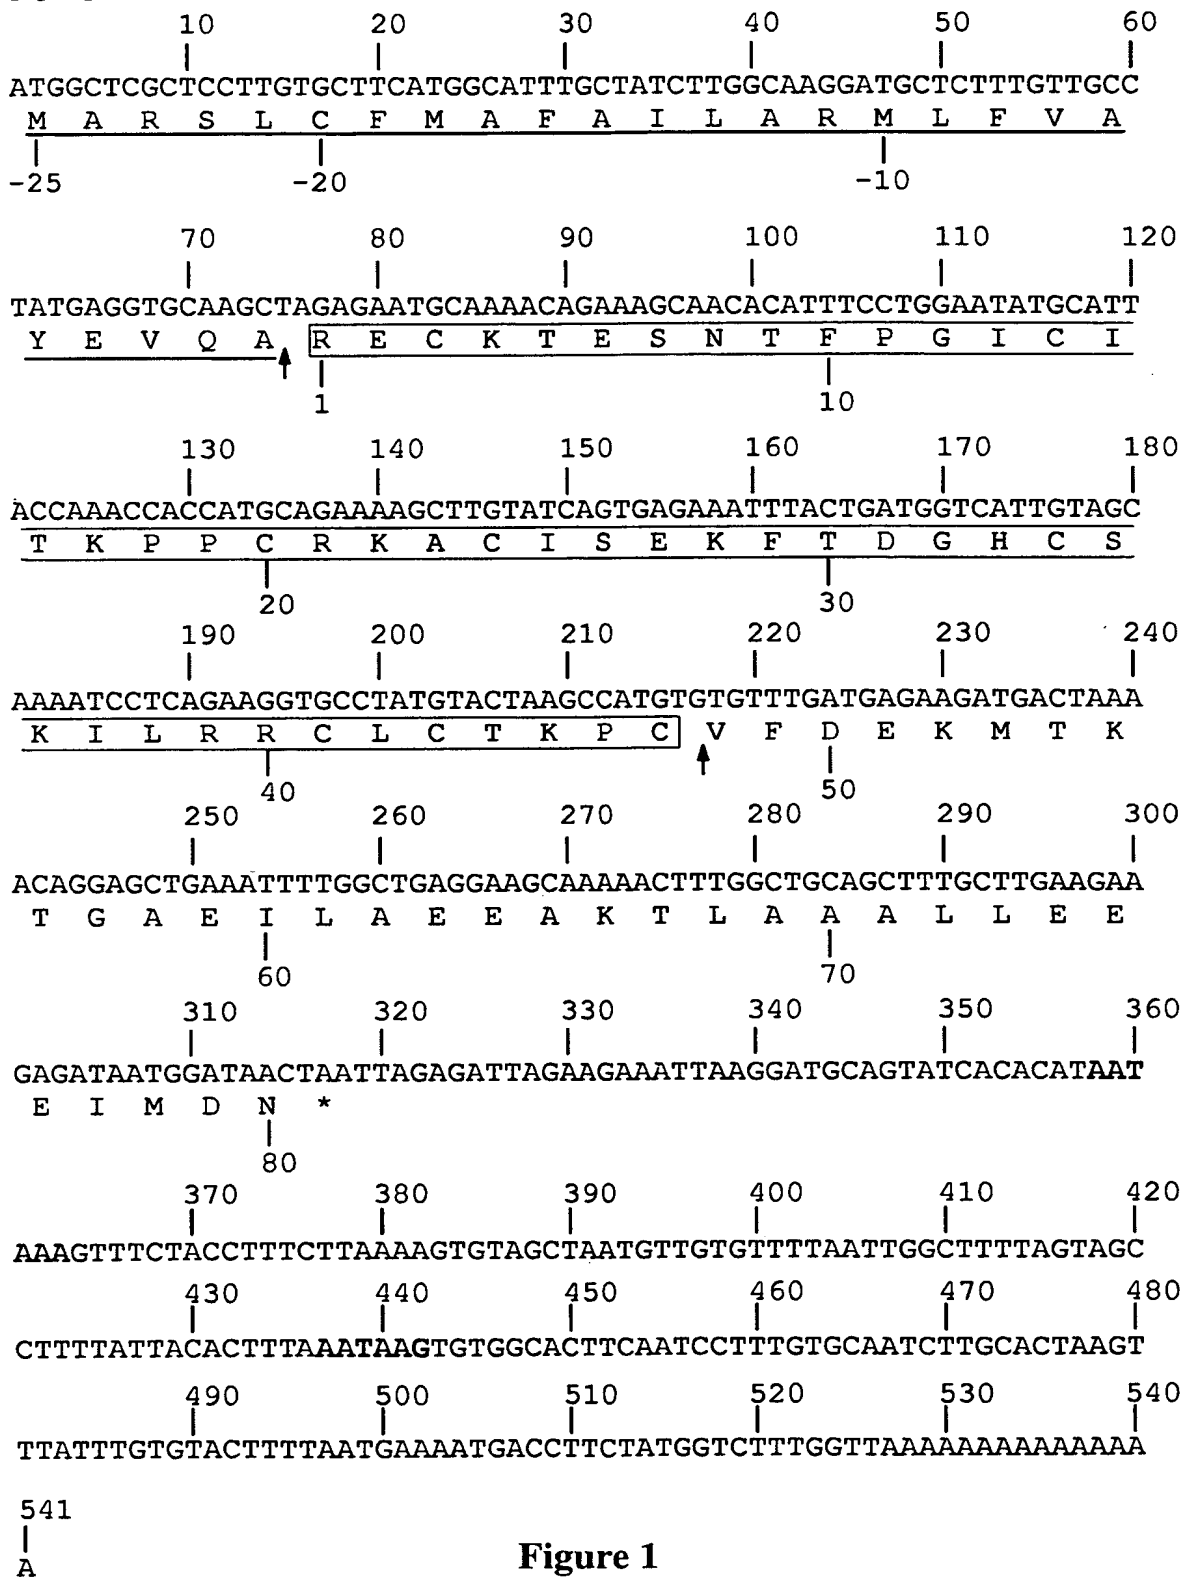 10 20 30 40 50 60
ATGGCTCGCTCCTTGTGCTTCATGGCATTTGCTATCTTGGCAAGGATGCTCTTTGTTGCC
M A R S L C F M A F A I L A R M L F V A
-25 -20 -10
70 80 90 100 110 120
TATGAGGTGCAAGCTAGAGAATGCAAAACAGAAAGCAACACATTTCCTGGAATATGCATT
Y E V Q A R E C K T E S N T F P G I C I
1 10
130 140 150 160 170 180
ACCAAACCACCATGCAGAAAAGCTTGTATCAGTGAGAAATTTACTGATGGTCATTGTAGC
T K P P C R K A C I S E K F T D G H C S
20 30
190 200 210 220 230 240
AAAATCCTCAGAAGGTGCCTATGTACTAAGCCATGTGTGTTTGATGAGAAGATGACTAAA
K I L R R C L C T K P C V F D E K M T K
40 50
250 260 270 280 290 300
ACAGGAGCTGAAATTTTGGCTGAGGAAGCAAAAACTTTGGCTGCAGCTTTGCTTGAAGAA
T G A E I L A E E A K T L A A A L L E E
60 70
310 320 330 340 350 360
GAGATAATGGATAACTAATTAGAGATTAGAAGAAATTAAGGATGCAGTATCACACATAAT
E I M D N *
80
370 380 390 400 410 420
AAAGTTTCTACCTTTCTTAAAAGTGTAGCTAATGTTGTGTTTTAATTGGCTTTTAGTAGC
430 440 450 460 470 480
CTTTTATTACACTTTAAATAAGTGTGGCACTTCAATCCTTTGTGCAATCTTGCACTAAGT
490 500 510 520 530 540
TTATTTGTGTACTTTTAATGAAAATGACCTTCTATGGTCTTTGGTTAAAAAAAAAAAAAA
541
A
Figure 1